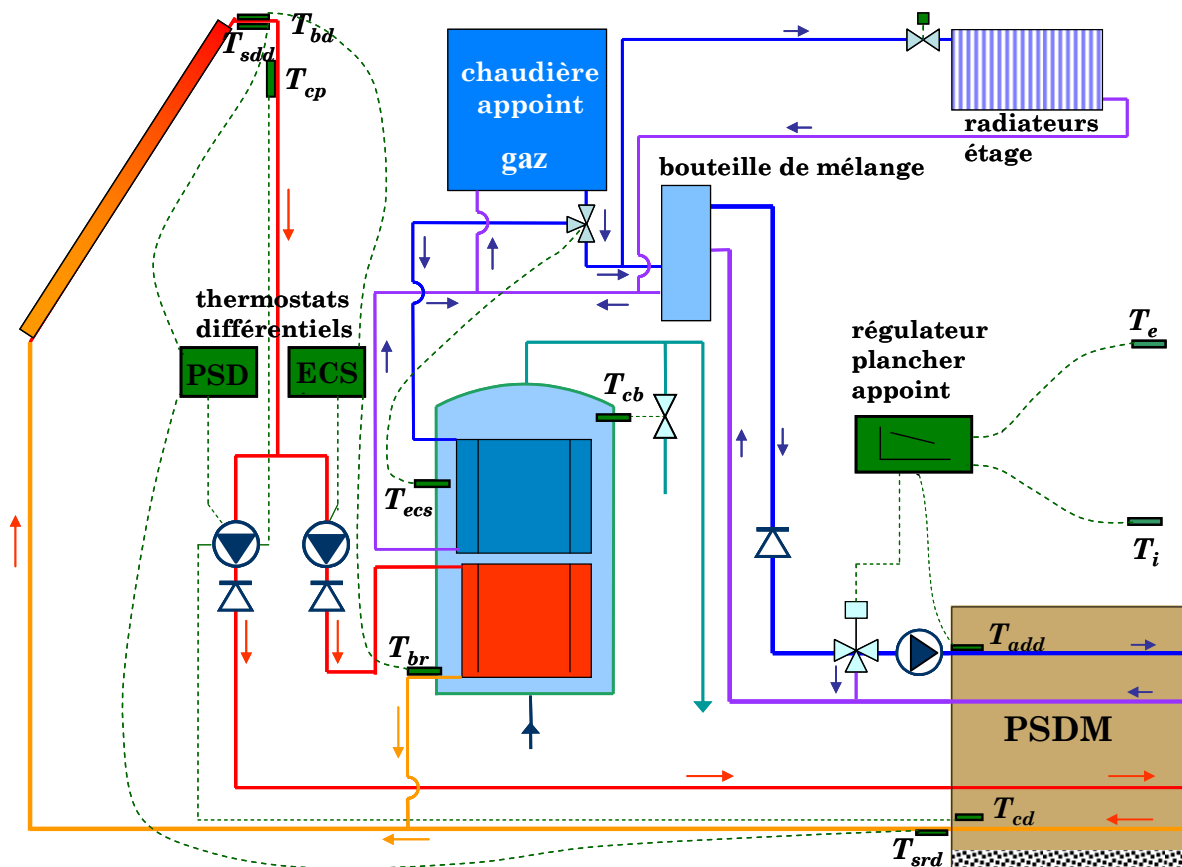 T_bd
T_sdd
T_cp
chaudière
appoint
gaz
radiateurs
étage
bouteille de mélange
thermostats
différentiels
PSD
ECS
régulateur
plancher
appoint
T_e
T_cb
T_ecs
T_i
T_br
T_add
PSDM
T_cd
T_srd